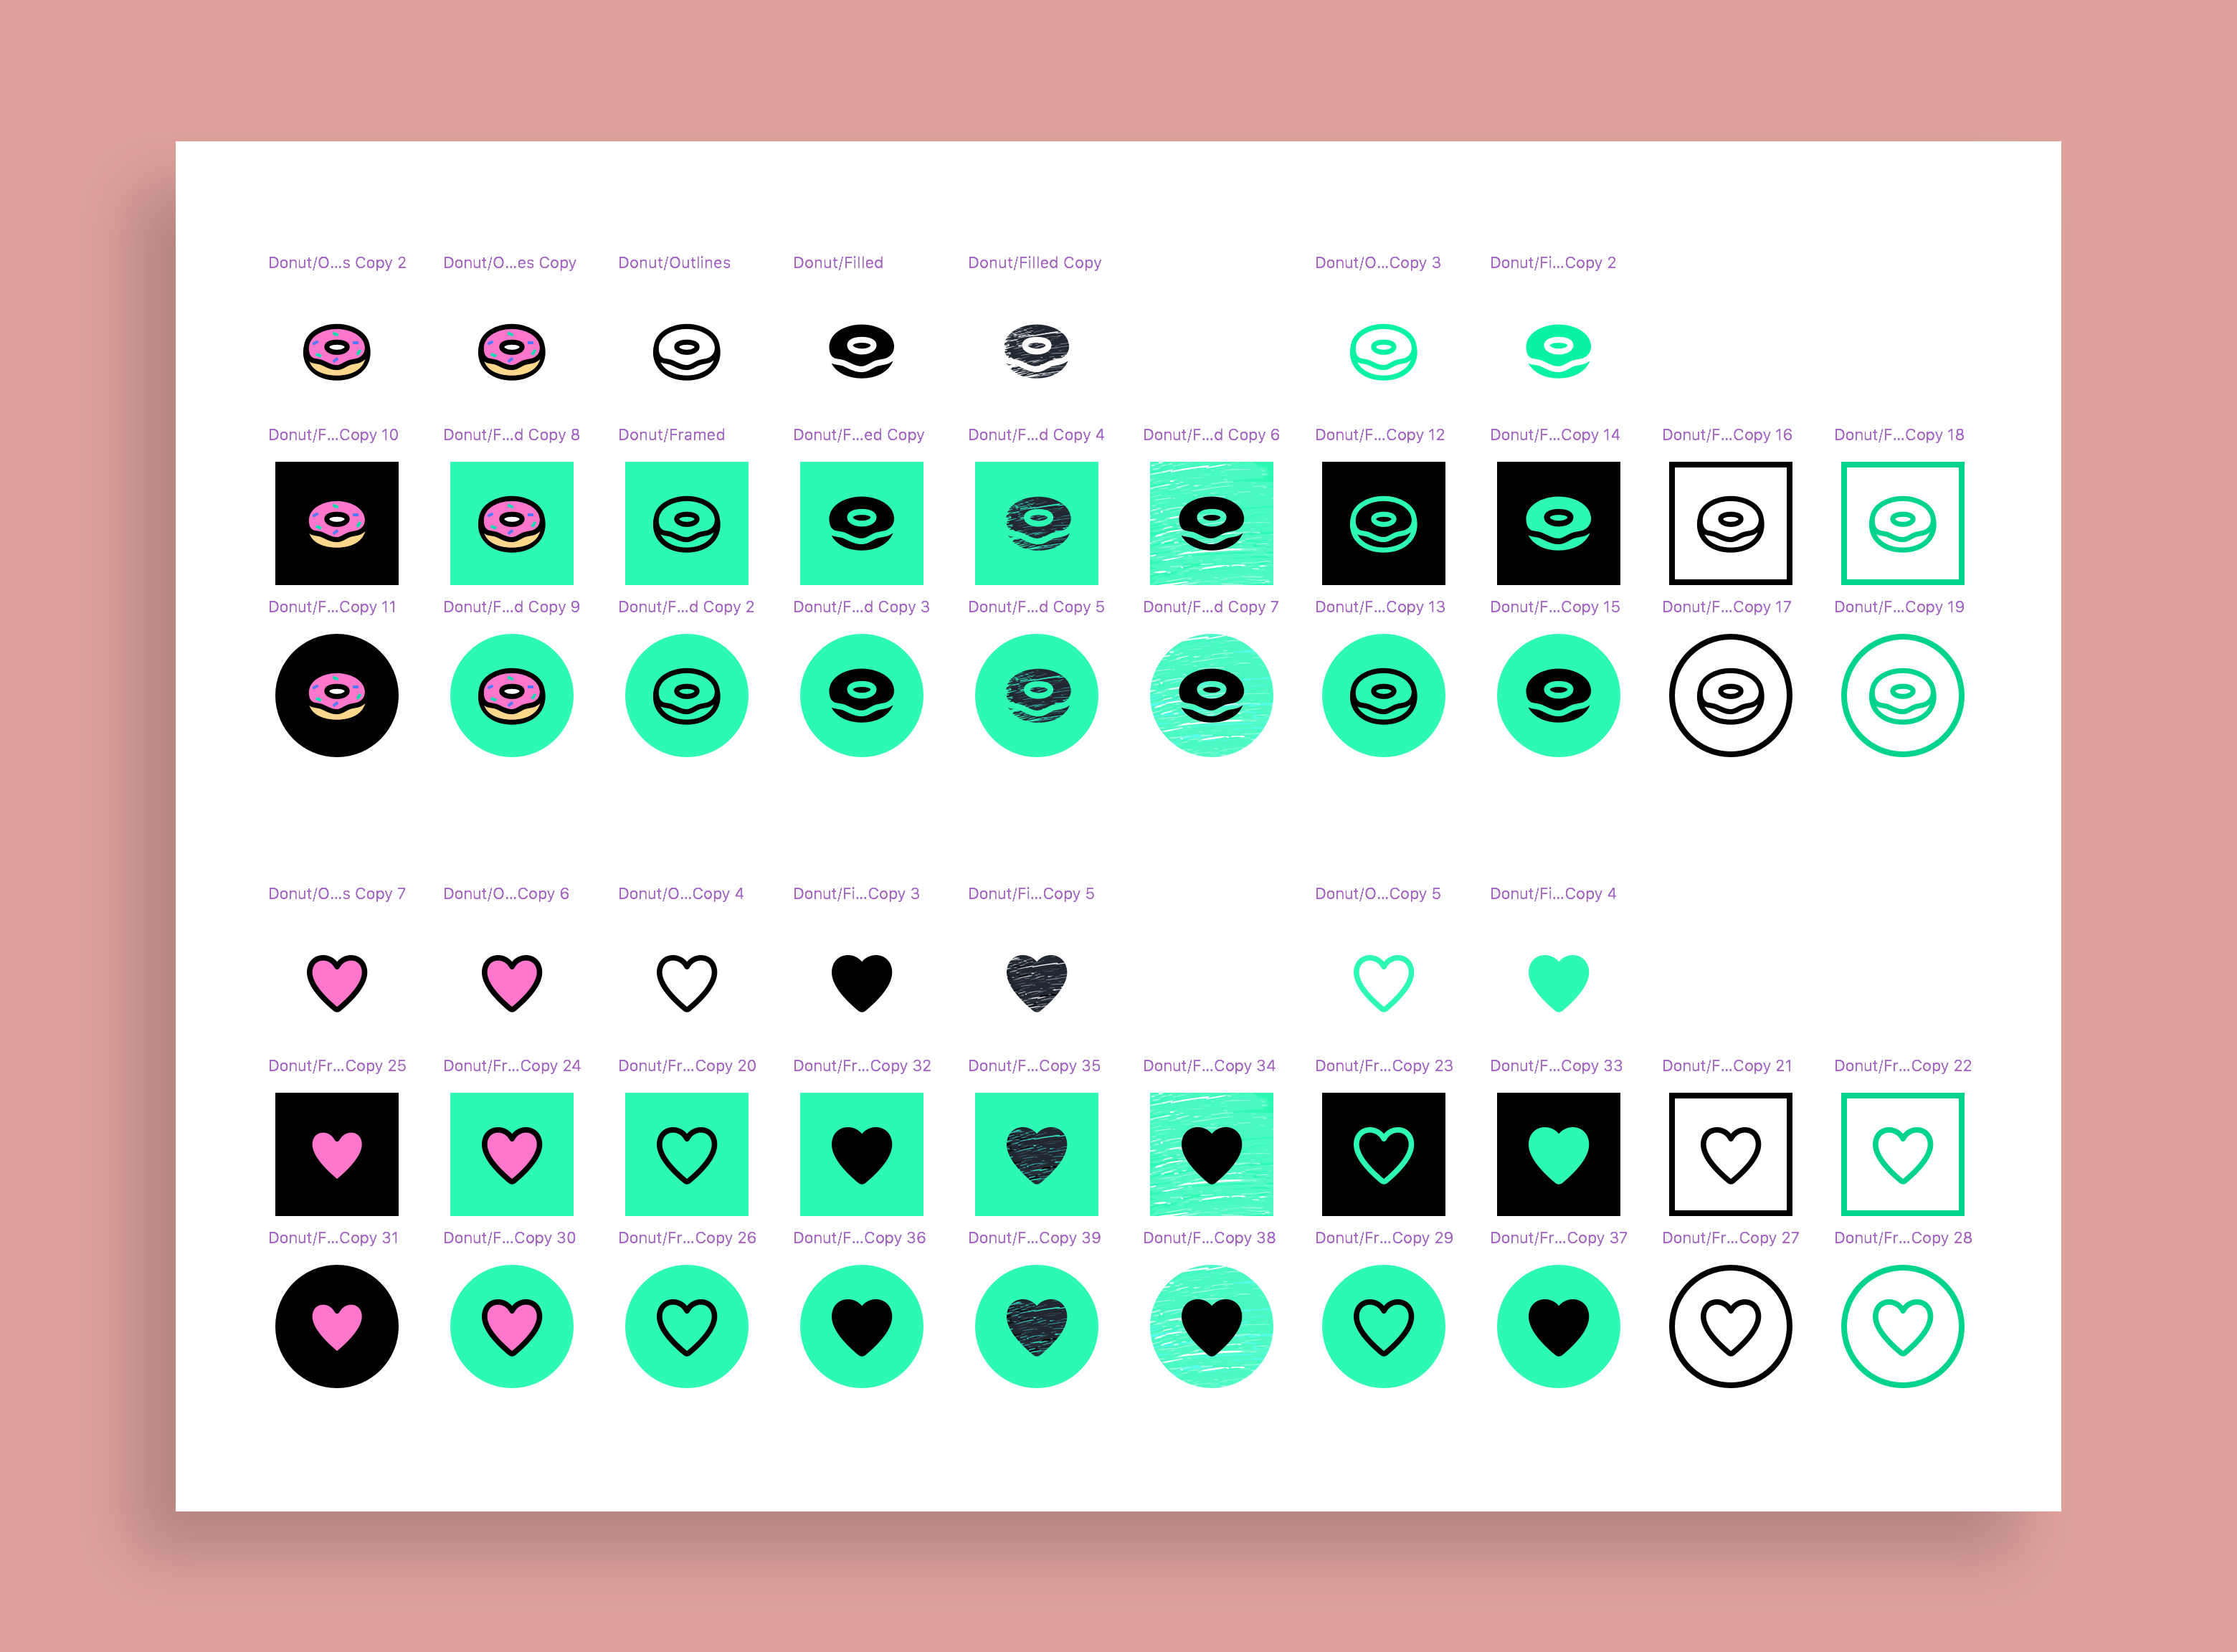 Donut/O...s Copy 2 Donut/O...es Copy Donut/Outlines Donut/Filled Donut/Filled Copy Donut/O...Copy 3 Donut/Fi...Copy 2
Donut/F...Copy 10 Donut/F...d Copy 8 Donut/Framed Donut/F...ed Copy Donut/F...d Copy 4 Donut/F...d Copy 6 Donut/F...Copy 12 Donut/F...Copy 14 Donut/F...Copy 16 Donut/F...Copy 18
Donut/F...Copy 11 Donut/F...d Copy 9 Donut/F...d Copy 2 Donut/F...d Copy 3 Donut/F...d Copy 5 Donut/F...d Copy 7 Donut/F...Copy 13 Donut/F...Copy 15 Donut/F...Copy 17 Donut/F...Copy 19
Donut/O...s Copy 7 Donut/O...Copy 6 Donut/O...Copy 4 Donut/Fi...Copy 3 Donut/Fi...Copy 5 Donut/O...Copy 5 Donut/Fi...Copy 4
Donut/Fr...Copy 25 Donut/Fr...Copy 24 Donut/Fr...Copy 20 Donut/Fr...Copy 32 Donut/F...Copy 35 Donut/F...Copy 34 Donut/Fr...Copy 23 Donut/F...Copy 33 Donut/F...Copy 21 Donut/Fr...Copy 22
Donut/F...Copy 31 Donut/F...Copy 30 Donut/Fr...Copy 26 Donut/F...Copy 36 Donut/F...Copy 39 Donut/F...Copy 38 Donut/Fr...Copy 29 Donut/Fr...Copy 37 Donut/Fr...Copy 27 Donut/Fr...Copy 28